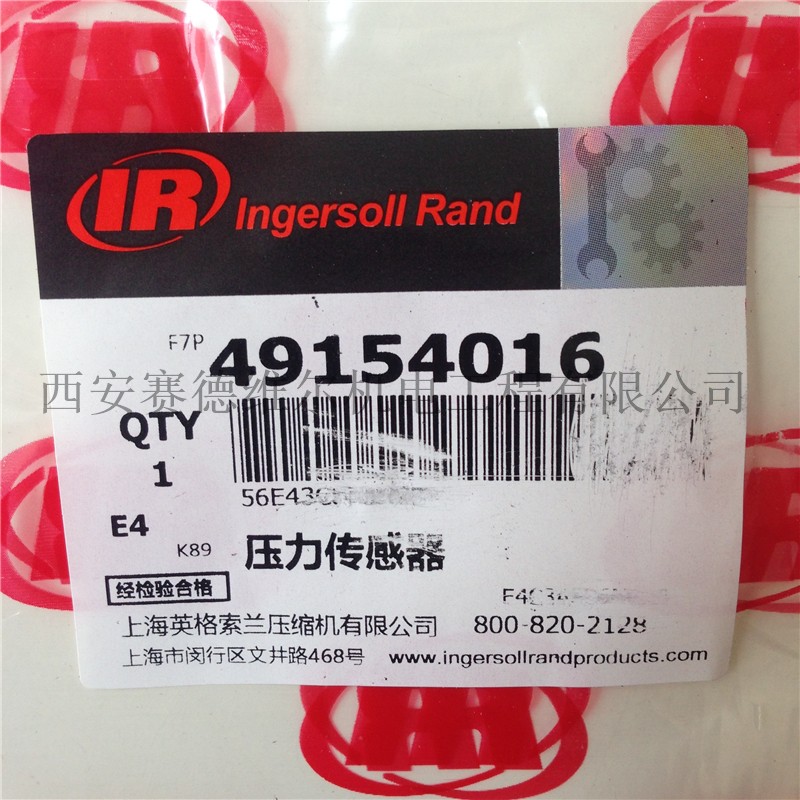 IR Ingersoll Rand
F7P 49154016
西安赛德维尔机电工程有限公司
QTY
1
56E43C
E4 K89 压力传感器
经检验合格
上海英格索兰压缩机有限公司 800-820-2128
上海市闵行区文井路468号 www.ingersollrandproducts.com